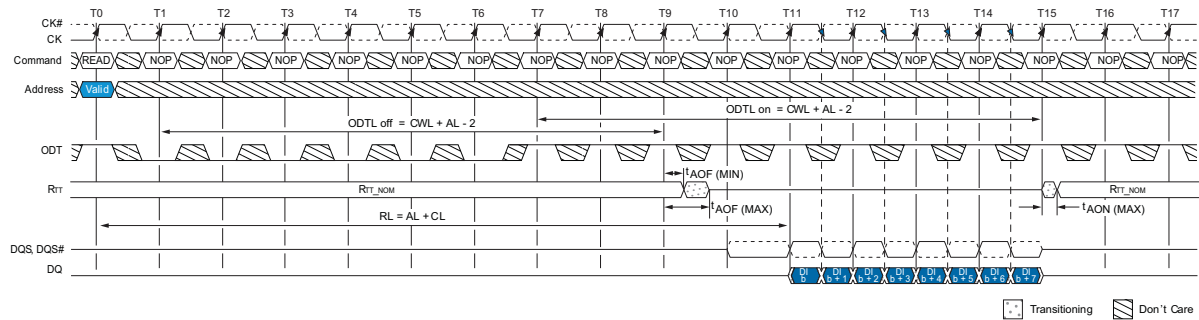 T0 T1 T2 T3 T4 T5 T6 T7 T8 T9 T10 T11 T12 T13 T14 T15 T16 T17
CK#
CK
Command READ NOP NOP NOP NOP NOP NOP NOP NOP NOP NOP NOP NOP NOP NOP NOP NOP NOP
Address Valid
ODTL on = CWL + AL - 2
ODTL off = CWL + AL - 2
ODT
tAOF (MIN)
RTT RTT_NOM RTT_NOM
RL = AL + CL tAOF (MAX) tAON (MAX)
DQS, DQS#
DQ DI b DI b + 1 DI b + 2 DI b + 3 DI b + 4 DI b + 5 DI b + 6 DI b + 7
Transitioning Don't Care